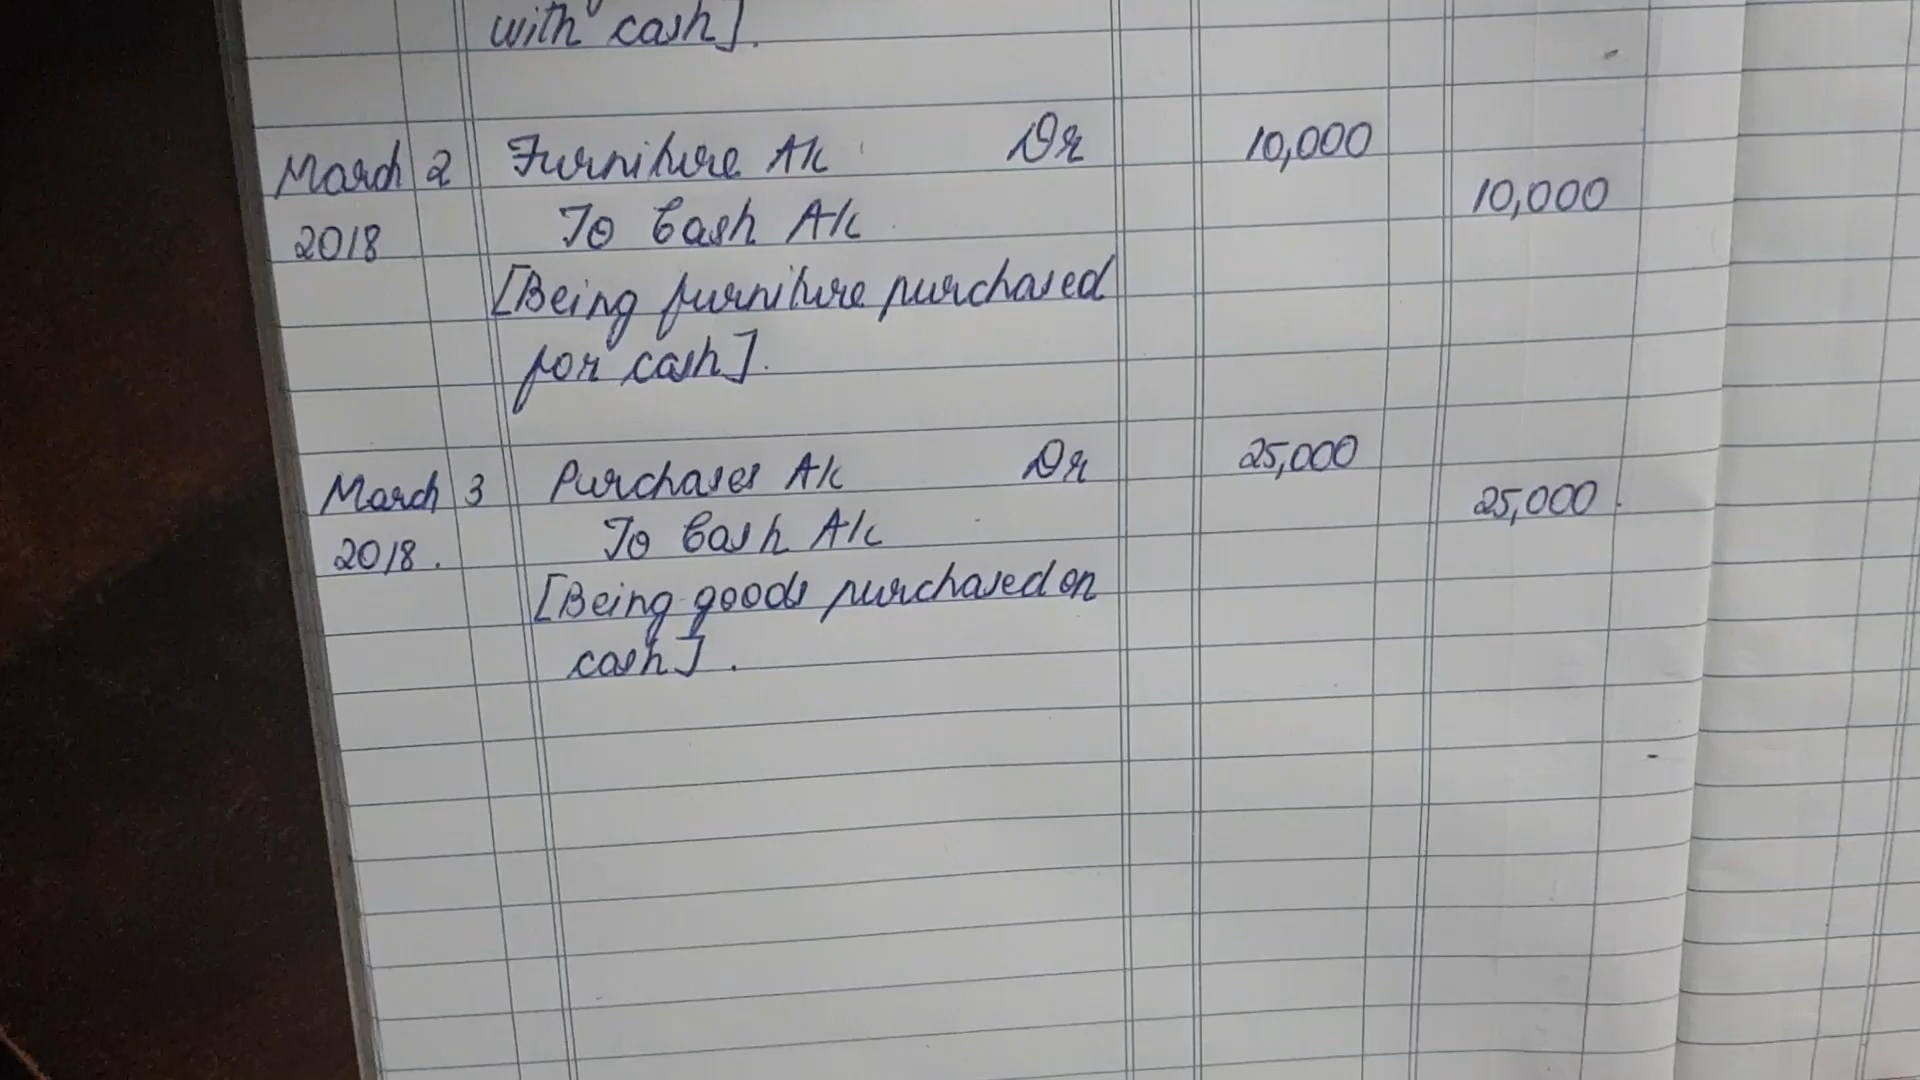 with cash].
March 2 Furniture A/c Dr 10,000
2018 To Cash A/c 10,000
[Being furniture purchased
for cash].
March 3 Purchases A/c Dr 25,000
2018. To Cash A/c 25,000.
[Being goods purchased on
cash].